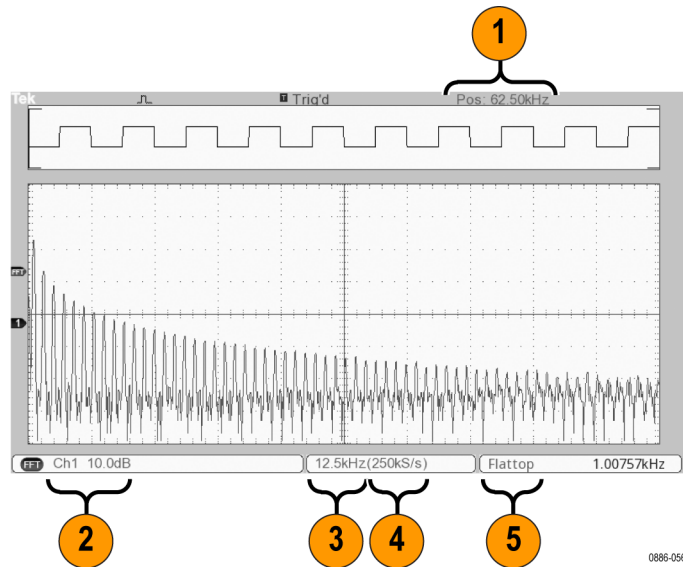 1
Tek
T Trig'd
Pos: 62.50kHz
FFT
1
FFT Ch1 10.0dB
12.5kHz(250kS/s)
Flattop 1.00757kHz
2
3
4
5
0886-056